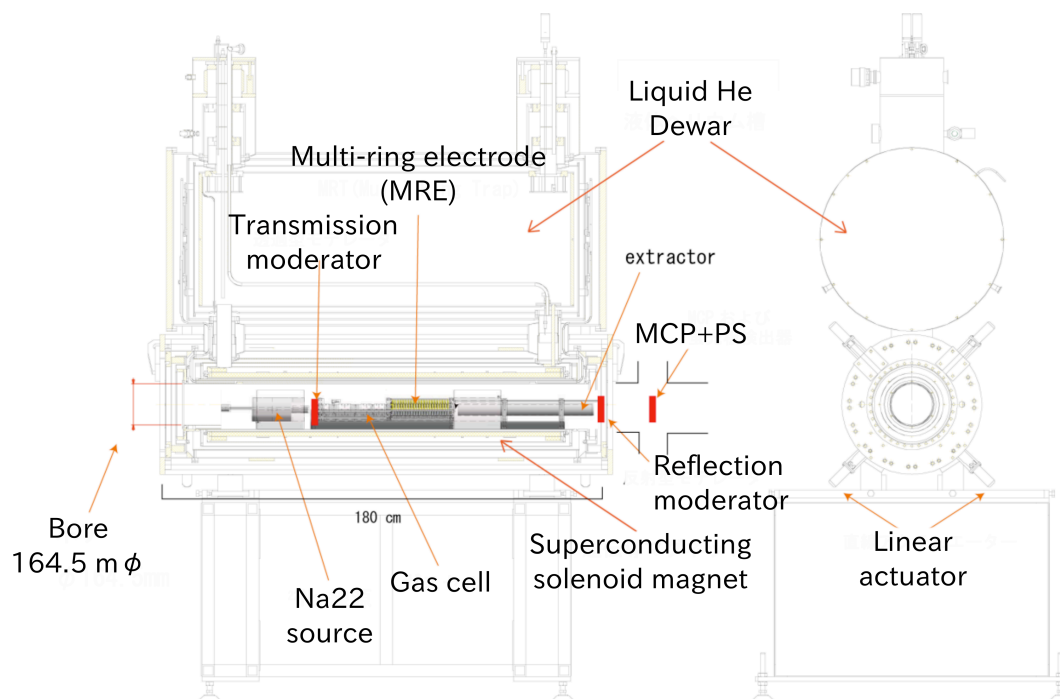 Liquid He
Dewar
Multi-ring electrode
(MRE)
Transmission
moderator
extractor
MCP+PS
Reflection
moderator
180 cm
Bore
164.5 mφ
Superconducting
solenoid magnet
Linear
actuator
Gas cell
Na22
source